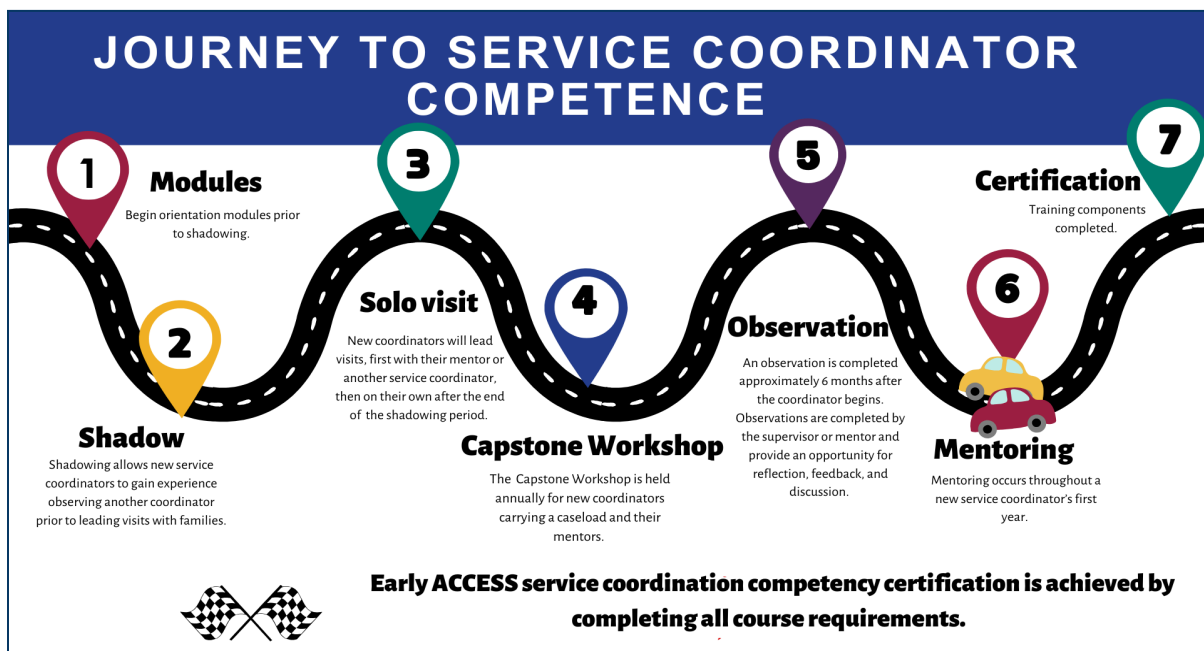 JOURNEY TO SERVICE COORDINATOR
COMPETENCE
1
Modules
Begin orientation modules prior
to shadowing.
2
Shadow
Shadowing allows new service
coordinators to gain experience
observing another coordinator
prior to leading visits with families.
3
Solo visit
New coordinators will lead
visits, first with their mentor or
another service coordinator,
then on their own after the end
of the shadowing period.
4
Capstone Workshop
The Capstone Workshop is held
annually for new coordinators
carrying a caseload and their
mentors.
5
Observation
An observation is completed
approximately 6 months after
the coordinator begins.
Observations are completed by
the supervisor or mentor and
provide an opportunity for
reflection, feedback, and
discussion.
6
Mentoring
Mentoring occurs throughout a
new service coordinator's first
year.
7
Certification
Training components
completed.
Early ACCESS service coordination competency certification is achieved by
completing all course requirements.